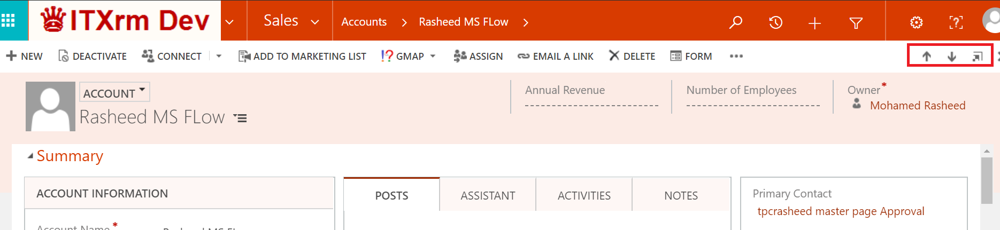 ITXrm Dev Sales Accounts Rasheed MS FLow
NEW DEACTIVATE CONNECT ADD TO MARKETING LIST GMAP ASSIGN EMAIL A LINK DELETE FORM
ACCOUNT
Rasheed MS FLow
Annual Revenue Number of Employees Owner*
Mohamed Rasheed
Summary
ACCOUNT INFORMATION
Account Name *
POSTS ASSISTANT ACTIVITIES NOTES
Primary Contact
tpcrasheed master page Approval